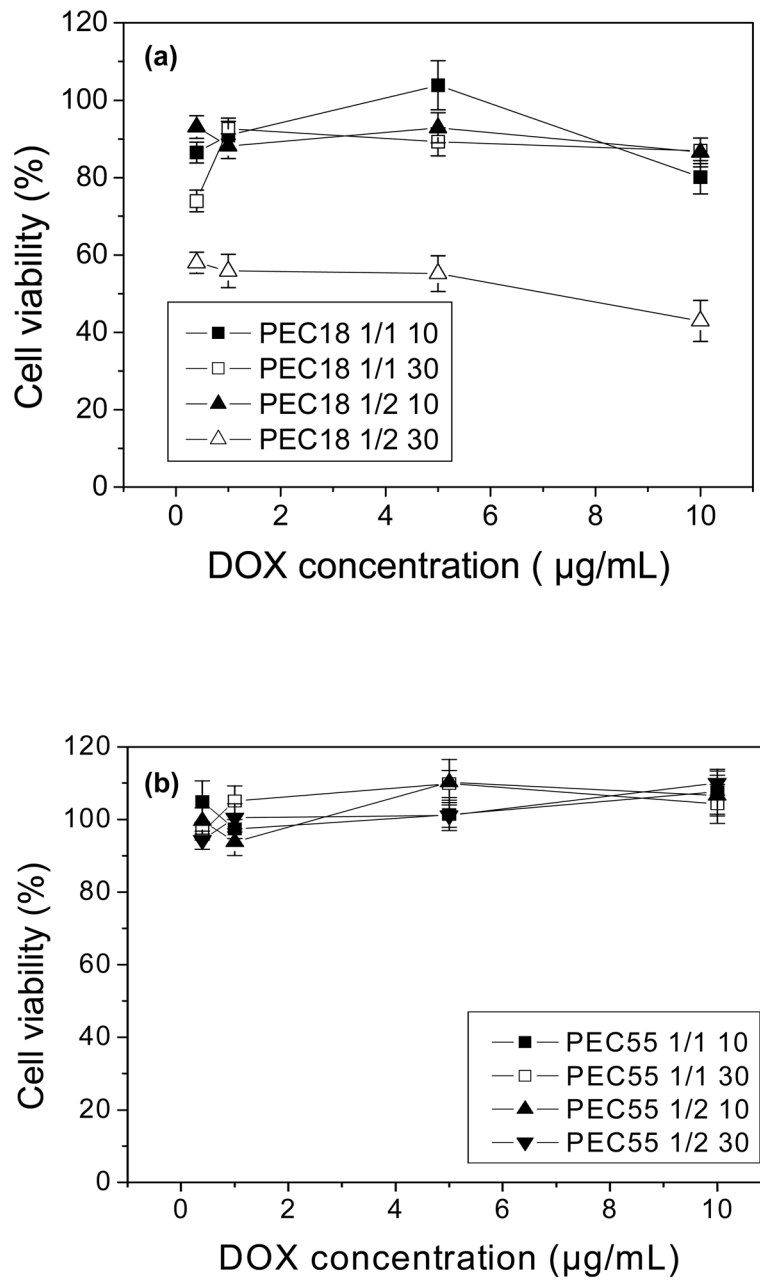 (a)
120
100
80
60
40
20
0
Cell viability (%)
PEC18 1/1 10
PEC18 1/1 30
PEC18 1/2 10
PEC18 1/2 30
0 2 4 6 8 10
DOX concentration ( µg/mL)
(b)
120
100
80
60
40
20
0
Cell viability (%)
PEC55 1/1 10
PEC55 1/1 30
PEC55 1/2 10
PEC55 1/2 30
0 2 4 6 8 10
DOX concentration (µg/mL)